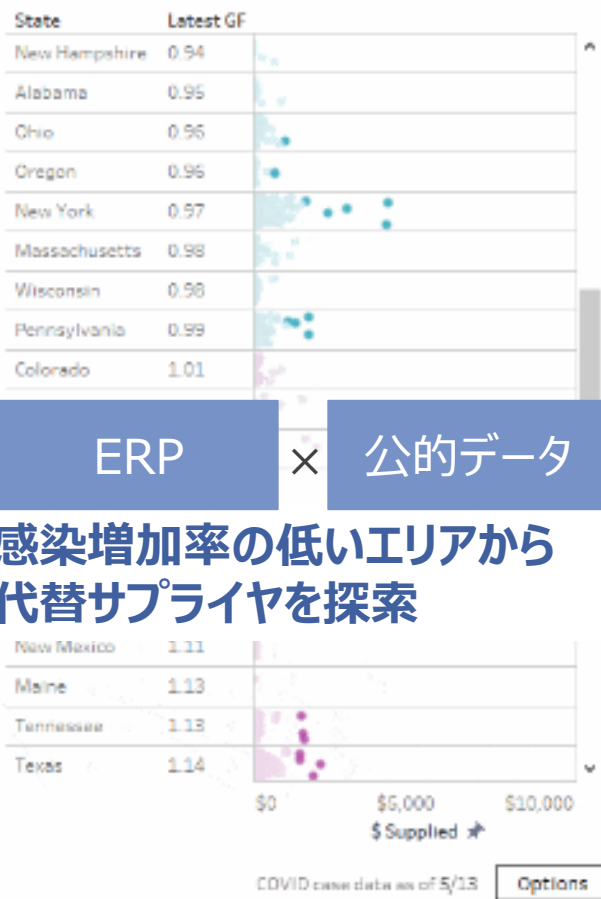 State Latest GF
New Hampshire 0.94
Alabama 0.95
Ohio 0.96
Oregon 0.96
New York 0.97
Massachusetts 0.98
Wisconsin 0.98
Pennsylvania 0.99
Colorado 1.01
ERP × 公的データ
感染増加率の低いエリアから
代替サプライヤを探索
New Mexico 1.11
Maine 1.13
Tennessee 1.13
Texas 1.14
$0 $5,000 $10,000
$ Supplied
COVID case data as of 5/13 Options